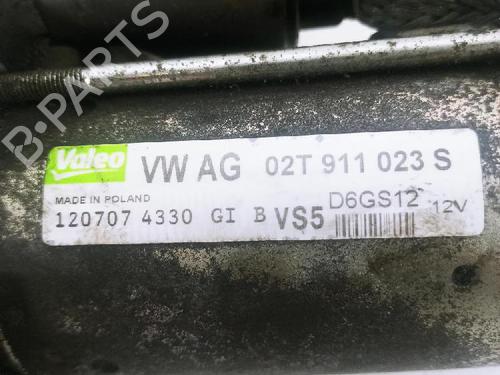 B-PARTS
Valeo VW AG 02T 911 023 S
MADE IN POLAND D6GS12 12V
120707 4330 GI B VS5